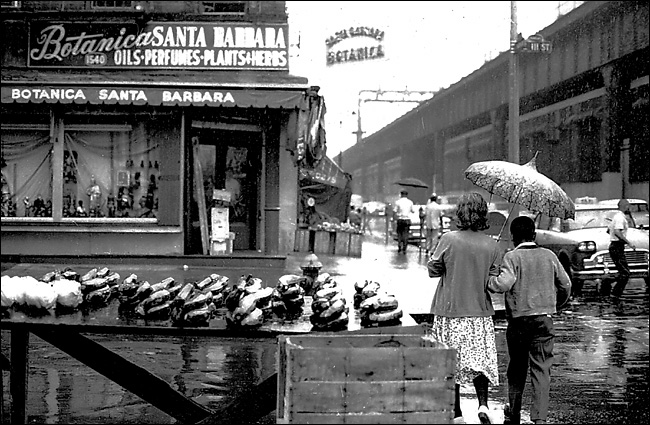 Botanica SANTA BARBARA
1540 OILS·PERFUMES·PLANTS&HERBS
BOTANICA SANTA BARBARA
SANTA BARBARA
BOTANICA